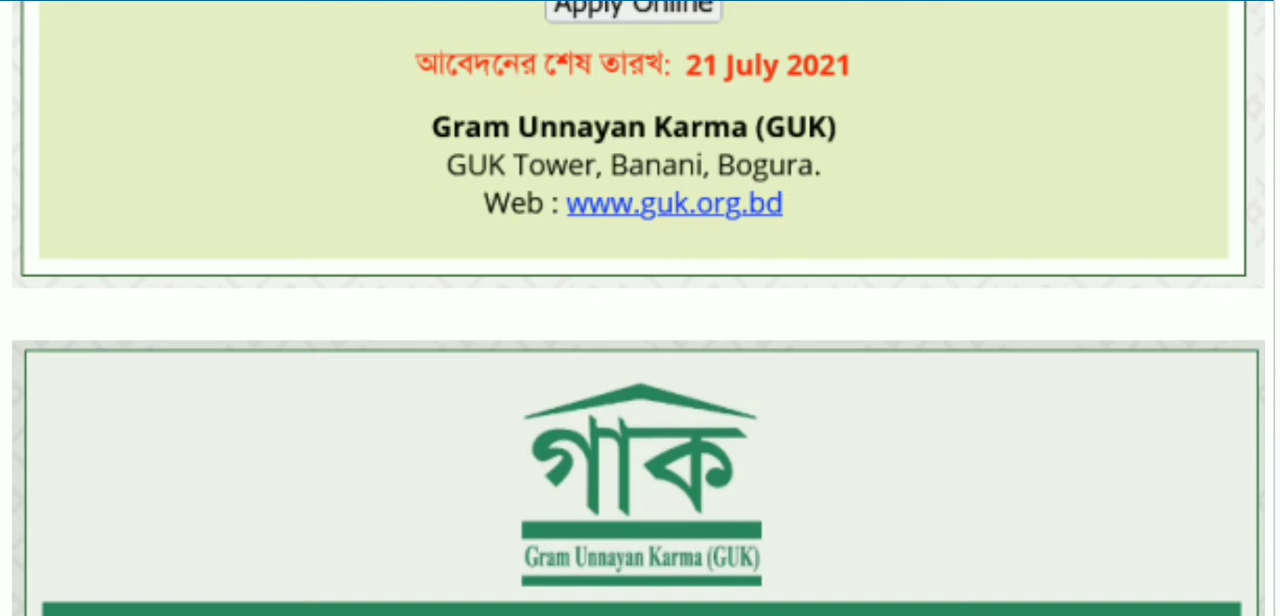 Apply Online
আবেদনের শেষ তারখ: 21 July 2021
Gram Unnayan Karma (GUK)
GUK Tower, Banani, Bogura.
Web : www.guk.org.bd
গাক
Gram Unnayan Karma (GUK)